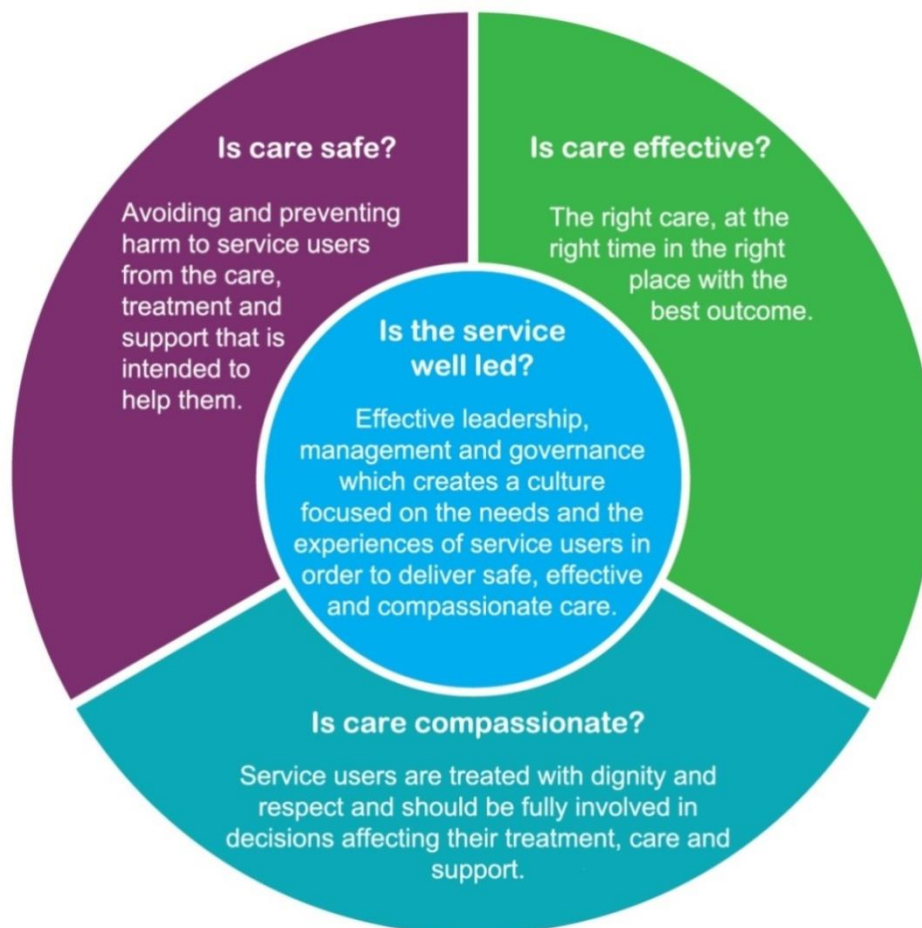 Is care safe?
Avoiding and preventing
harm to service users
from the care,
treatment and
support that is
intended to
help them.
Is care effective?
The right care, at the
right time in the right
place with the
best outcome.
Is the service
well led?
Effective leadership,
management and governance
which creates a culture
focused on the needs and the
experiences of service users in
order to deliver safe, effective
and compassionate care.
Is care compassionate?
Service users are treated with dignity and
respect and should be fully involved in
decisions affecting their treatment, care and
support.